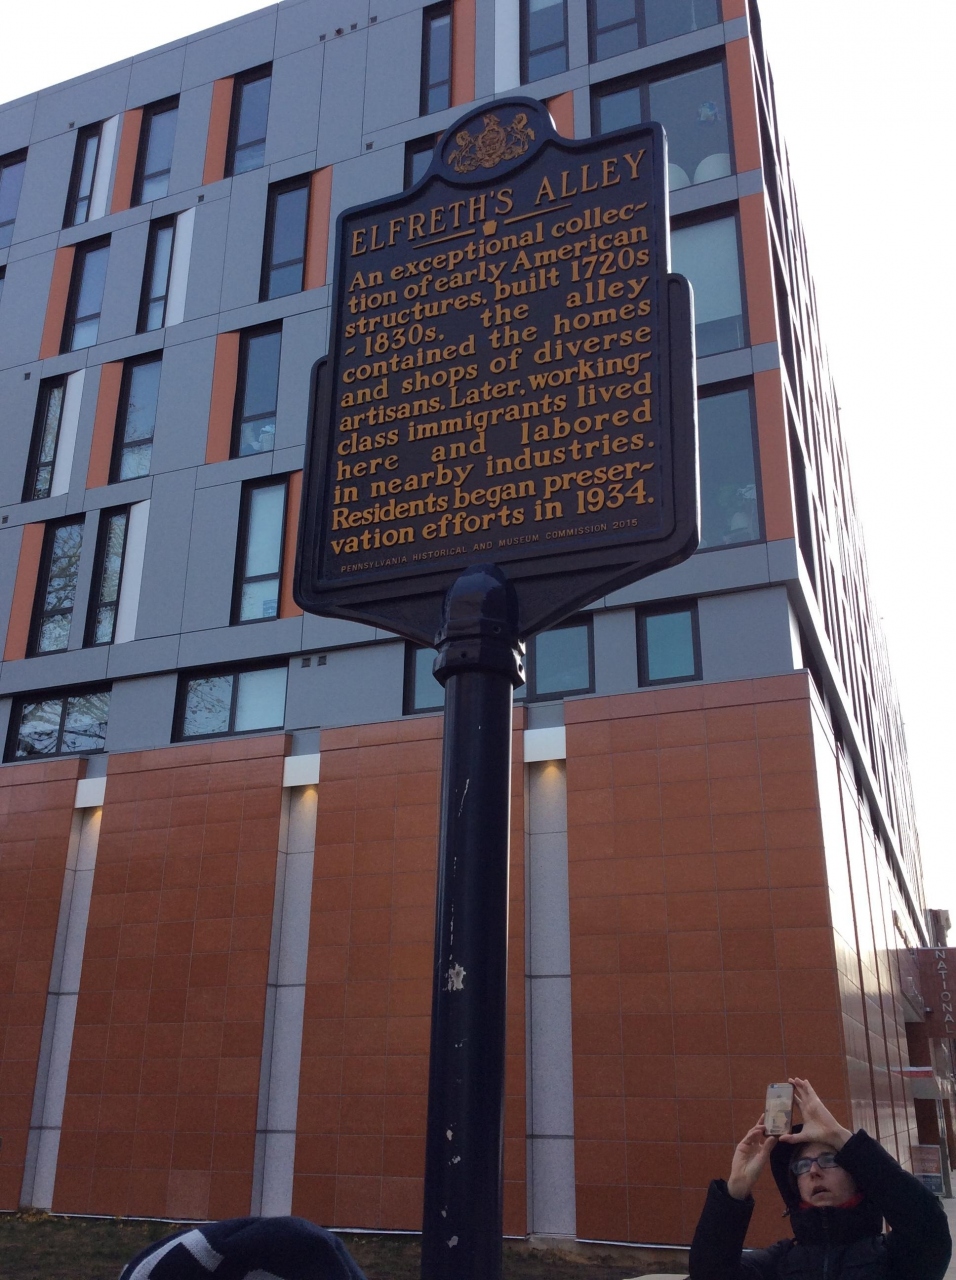 ELFRETH'S ALLEY
An exceptional collec-
tion of early American
structures, built 1720s
- 1830s, the alley
contained the homes
and shops of diverse
artisans. Later, working-
class immigrants lived
here and labored
in nearby industries.
Residents began preser-
vation efforts in 1934.
PENNSYLVANIA HISTORICAL AND MUSEUM COMMISSION 2015
NATIONAL